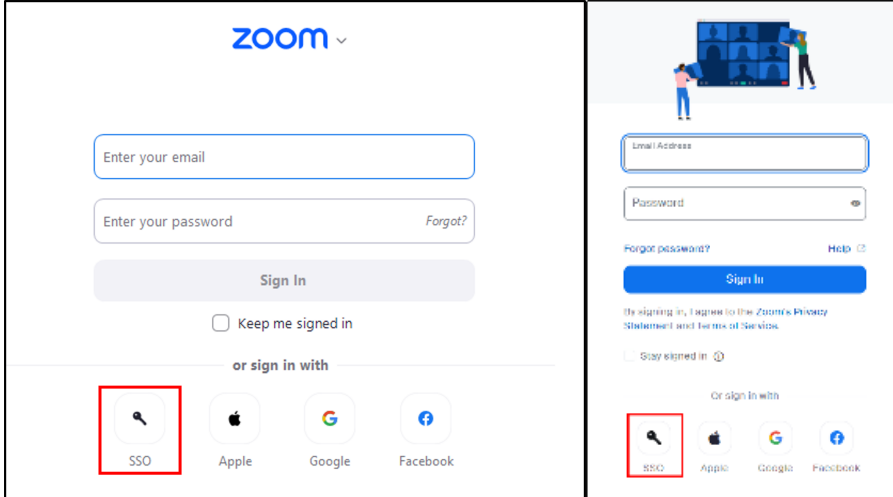 zoom
Enter your email
Enter your password Forgot?
Sign In
Keep me signed in
or sign in with
SSO Apple Google Facebook
Email Address
Password
Forgot password? Help
Sign In
By signing in, I agree to the Zoom's Privacy
Statement and Terms of Service.
Stay signed in
Or sign in with
SSO Apple Google Facebook